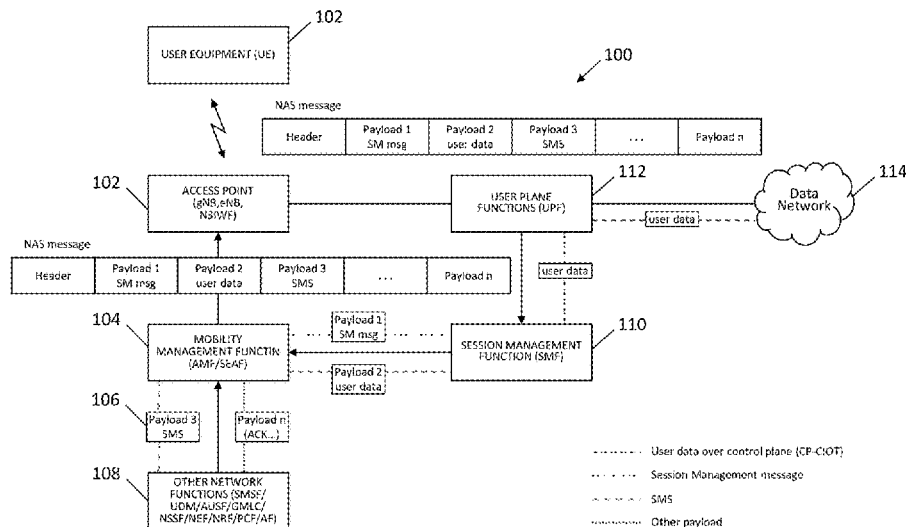 102
USER EQUIPMENT (UE)
100
NAS message
Header
Payload 1
SM msg
Payload 2
user data
Payload 3
SMS
...
Payload n
102
ACCESS POINT
(gNB,eNB,
N3IWF)
112
USER PLANE
FUNCTIONS (UPF)
114
Data
Network
user data
NAS message
Header
Payload 1
SM msg
Payload 2
user data
Payload 3
SMS
...
Payload n
user data
104
MOBILITY
MANAGEMENT FUNCTIN
(AMF/SEAF)
Payload 1
SM msg
110
SESSION MANAGEMENT
FUNCTION (SMF)
Payload 2
user data
106
Payload 3
SMS
Payload n
(ACK...)
108
OTHER NETWORK
FUNCTIONS (SMSF/
UDM/AUSF/GMLC/
NSSF/NEF/NRF/PCF/AF)
User data over control plane (CP-CIOT)
Session Management message
SMS
Other payload